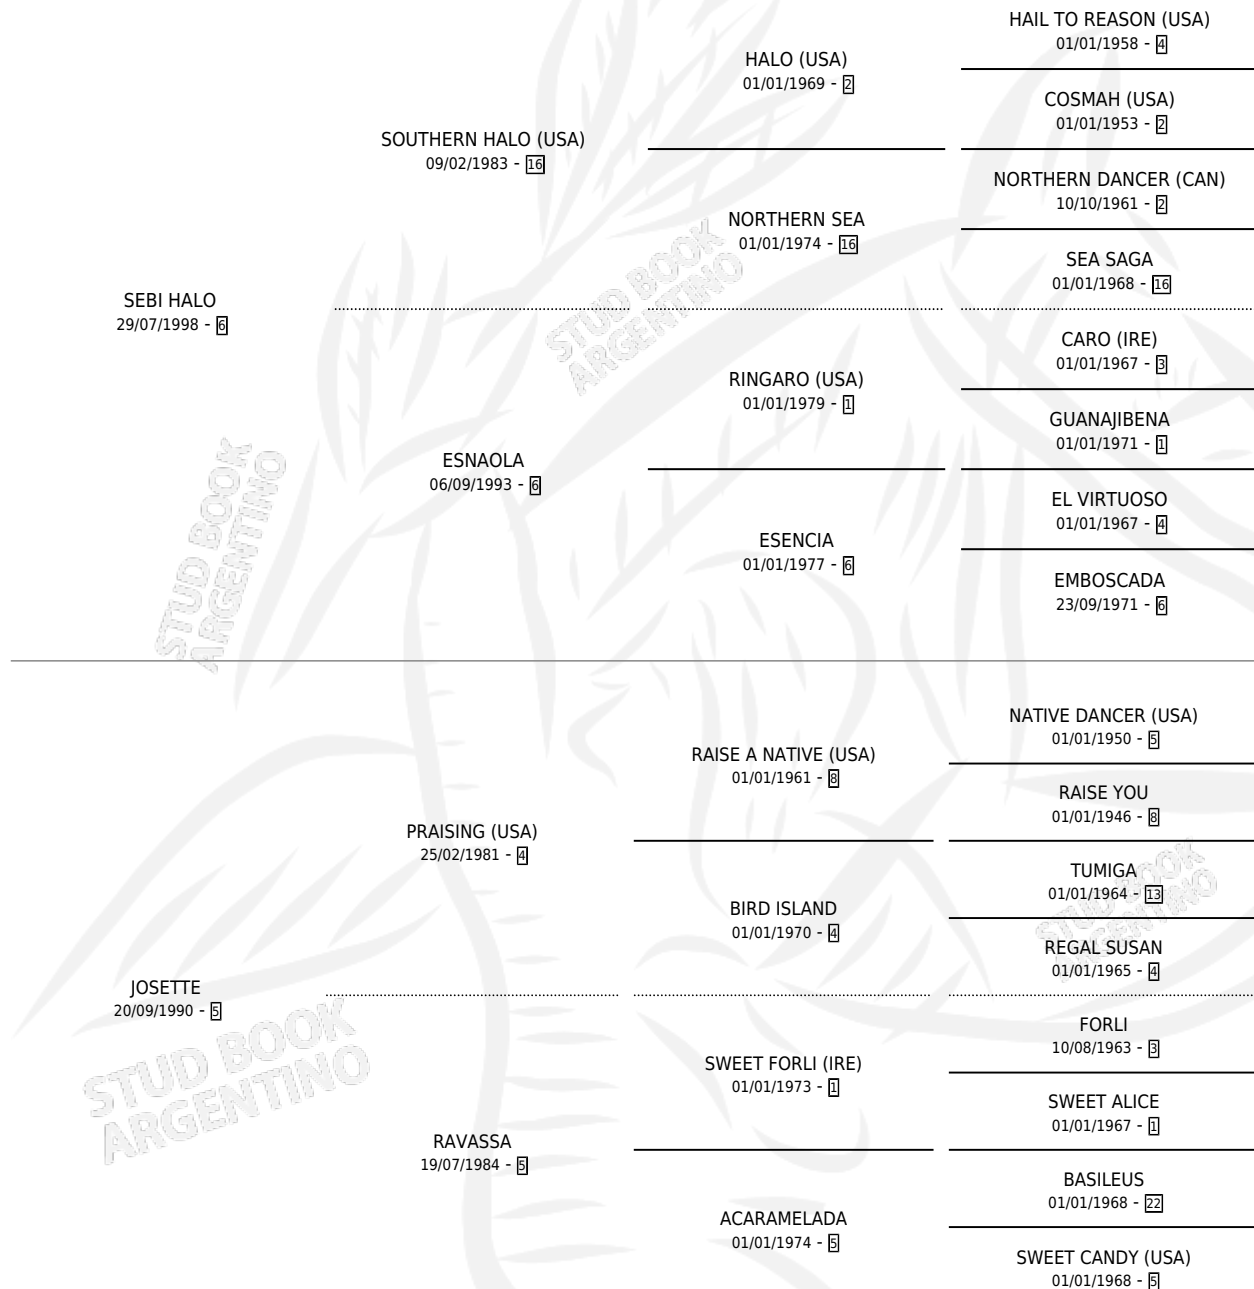 HAIL TO REASON (USA)
01/01/1958 - 4
HALO (USA)
01/01/1969 - 2
COSMAH (USA)
01/01/1953 - 2
SOUTHERN HALO (USA)
09/02/1983 - 16
NORTHERN DANCER (CAN)
10/10/1961 - 2
NORTHERN SEA
01/01/1974 - 16
SEA SAGA
01/01/1968 - 16
SEBI HALO
29/07/1998 - 6
CARO (IRE)
01/01/1967 - 3
RINGARO (USA)
01/01/1979 - 1
GUANAJIBENA
01/01/1971 - 1
ESNAOLA
06/09/1993 - 6
EL VIRTUOSO
01/01/1967 - 4
ESENCIA
01/01/1977 - 6
EMBOSCADA
23/09/1971 - 6
NATIVE DANCER (USA)
01/01/1950 - 5
RAISE A NATIVE (USA)
01/01/1961 - 8
RAISE YOU
01/01/1946 - 8
PRAISING (USA)
25/02/1981 - 4
TUMIGA
01/01/1964 - 13
BIRD ISLAND
01/01/1970 - 4
REGAL SUSAN
01/01/1965 - 4
JOSETTE
20/09/1990 - 5
FORLI
10/08/1963 - 3
SWEET FORLI (IRE)
01/01/1973 - 1
SWEET ALICE
01/01/1967 - 1
RAVASSA
19/07/1984 - 5
BASILEUS
01/01/1968 - 22
ACARAMELADA
01/01/1974 - 5
SWEET CANDY (USA)
01/01/1968 - 5
STUD BOOK
ARGENTINO
STUD BOOK
ARGENTINO
STUD BOOK
ARGENTINO
STUD BOOK
ARGENTINO